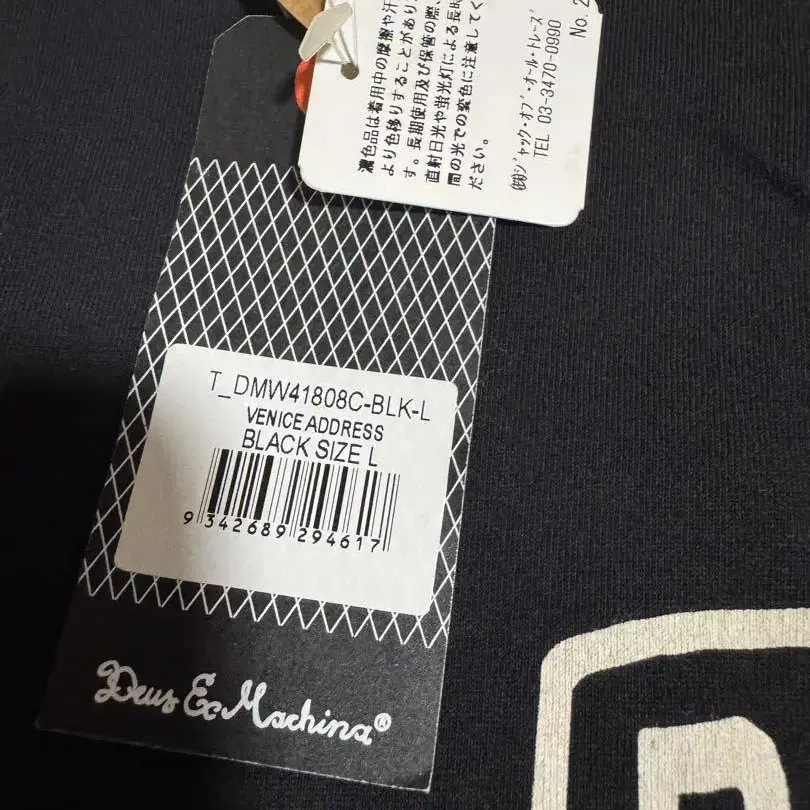 濃色品は着用中の摩擦や汗
より色移りすることがあり
す。長期使用及び保管の際、
直射日光や蛍光灯による長時
間の光での変色に注意してく
ださい。
㈱ジャック・オブ・オール・トレーズ
TEL 03-3470-0990
No. 2
T_DMW41808C-BLK-L
VENICE ADDRESS
BLACK SIZE L
9 342689 294617
Deus Ex Machina®